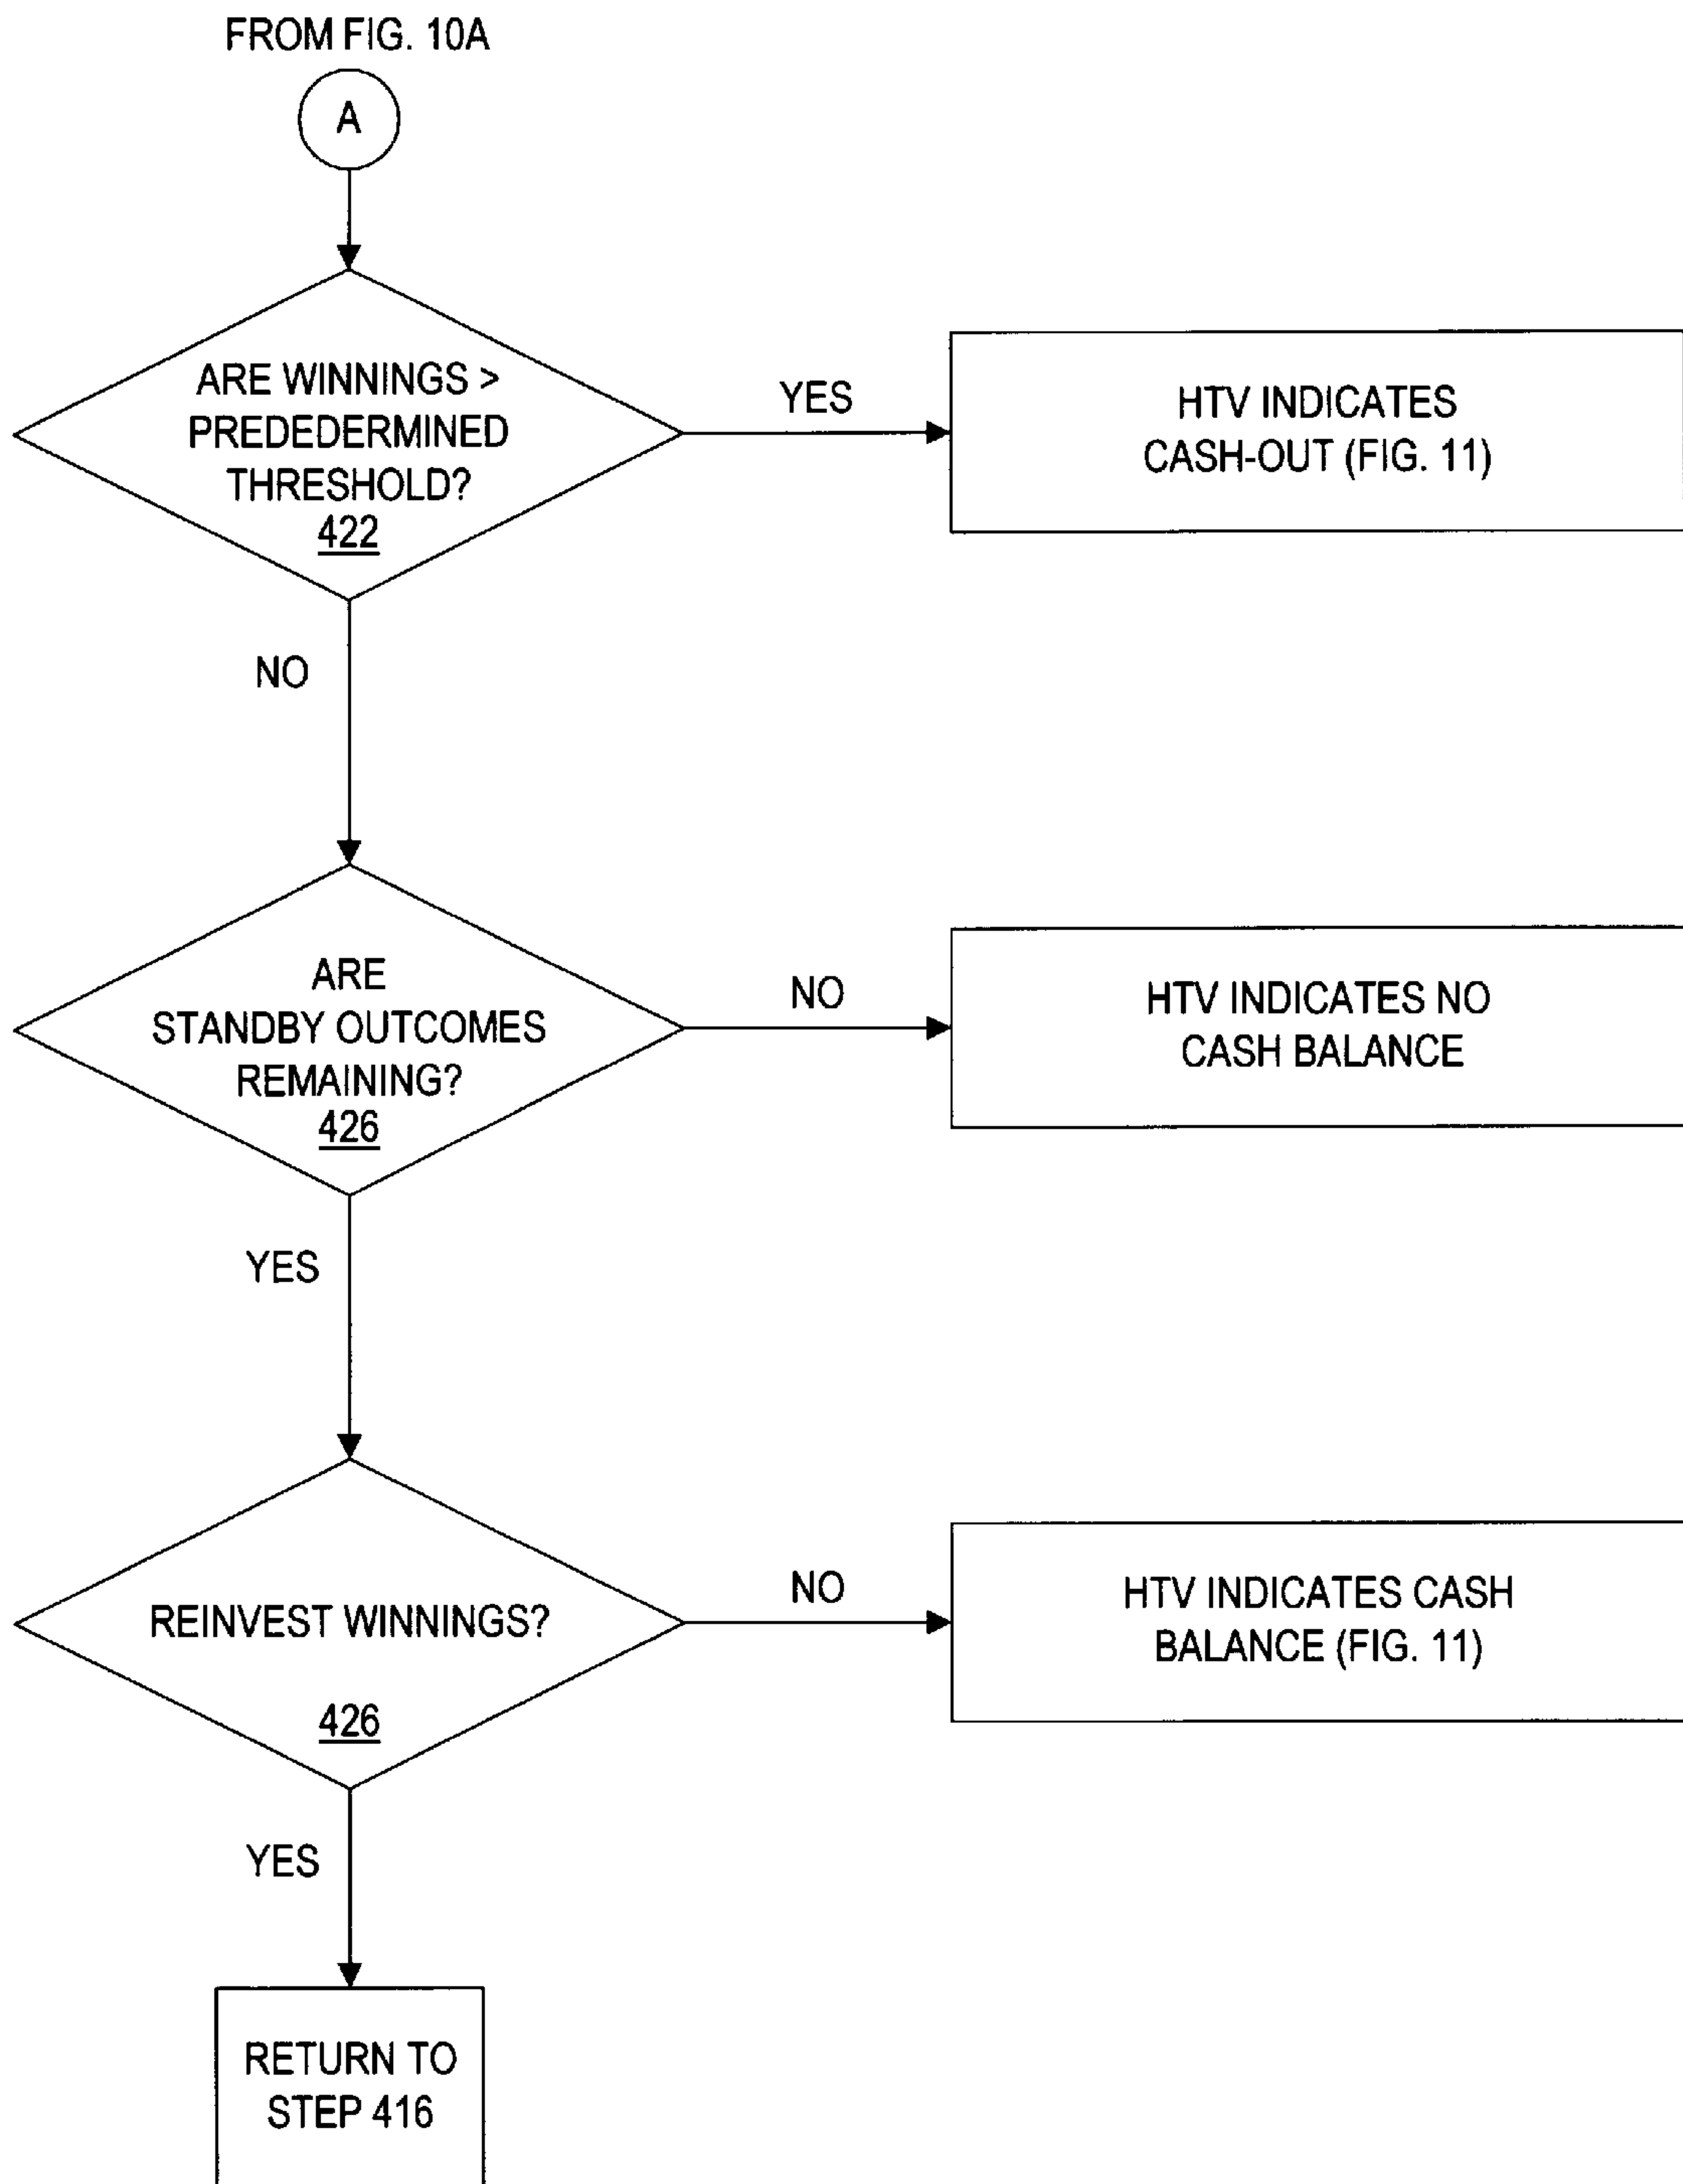 FROM FIG. 10A
A
ARE WINNINGS >
PREDEDERMINED
THRESHOLD?
422
YES
HTV INDICATES
CASH-OUT (FIG. 11)
NO
ARE
STANDBY OUTCOMES
REMAINING?
426
NO
HTV INDICATES NO
CASH BALANCE
YES
REINVEST WINNINGS?
426
NO
HTV INDICATES CASH
BALANCE (FIG. 11)
YES
RETURN TO
STEP 416